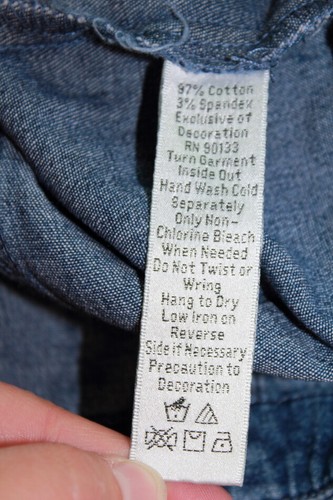 97% Cotton
3% Spandex
Exclusive of
Decoration
RN 90133
Turn Garment
Inside Out
Hand Wash Cold
Separately
Only Non-
Chlorine Bleach
When Needed
Do Not Twist or
Wring
Hang to Dry
Low Iron on
Reverse
Side if Necessary
Precaution to
Decoration